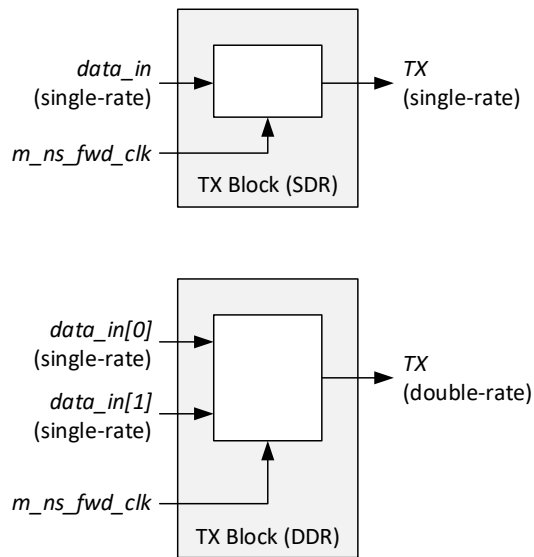 data_in
(single-rate)
TX
(single-rate)
m_ns_fwd_clk
TX Block (SDR)
data_in[0]
(single-rate)
TX
(double-rate)
data_in[1]
(single-rate)
m_ns_fwd_clk
TX Block (DDR)